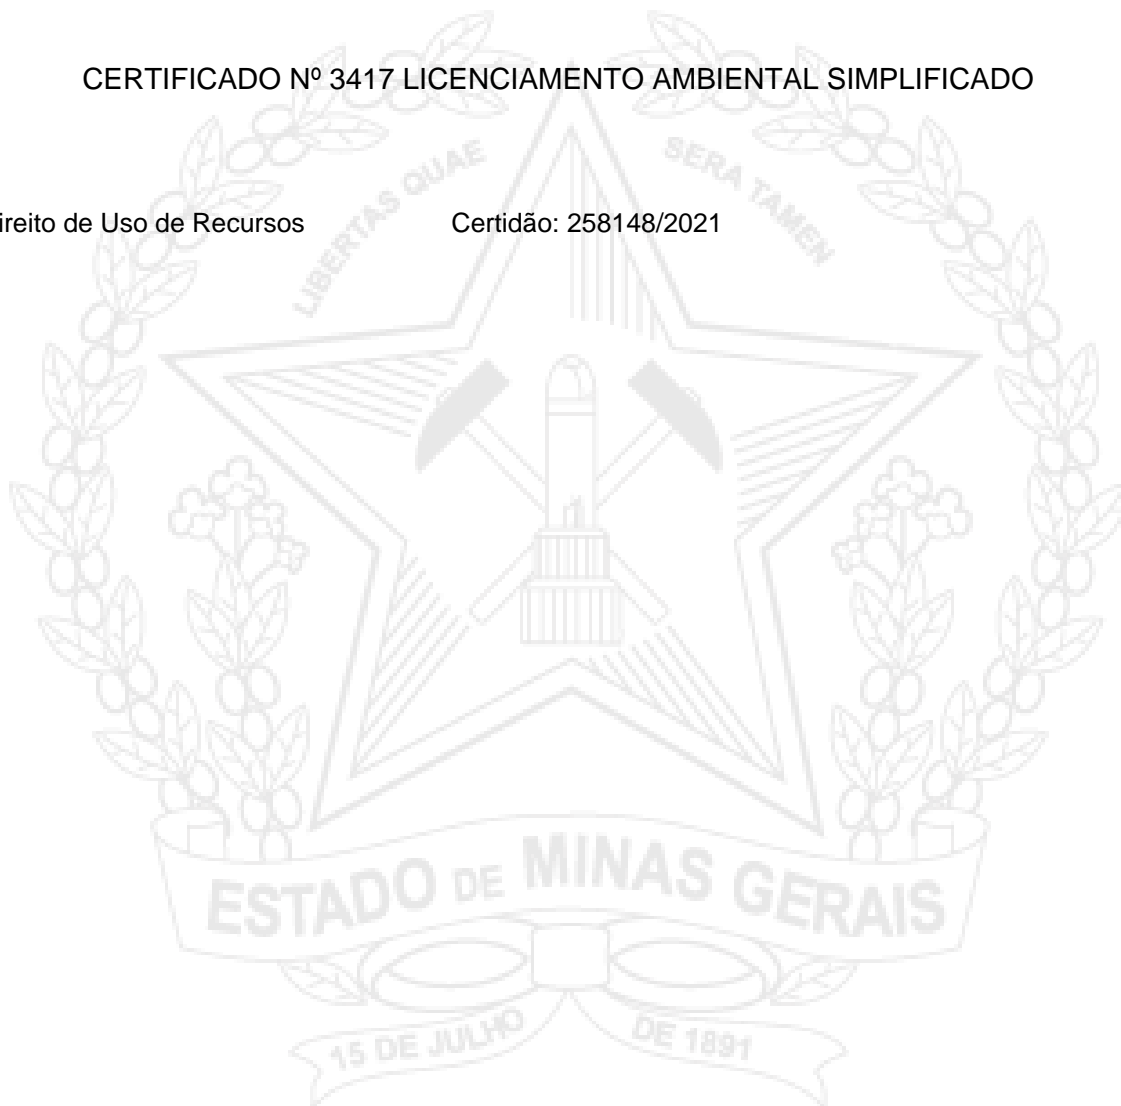 CERTIFICADO Nº 3417 LICENCIAMENTO AMBIENTAL SIMPLIFICADO
LIBERTAS QUAE SERA TAMEN
ireito de Uso de Recursos Certidão: 258148/2021
ESTADO DE MINAS GERAIS
15 DE JULHO DE 1891